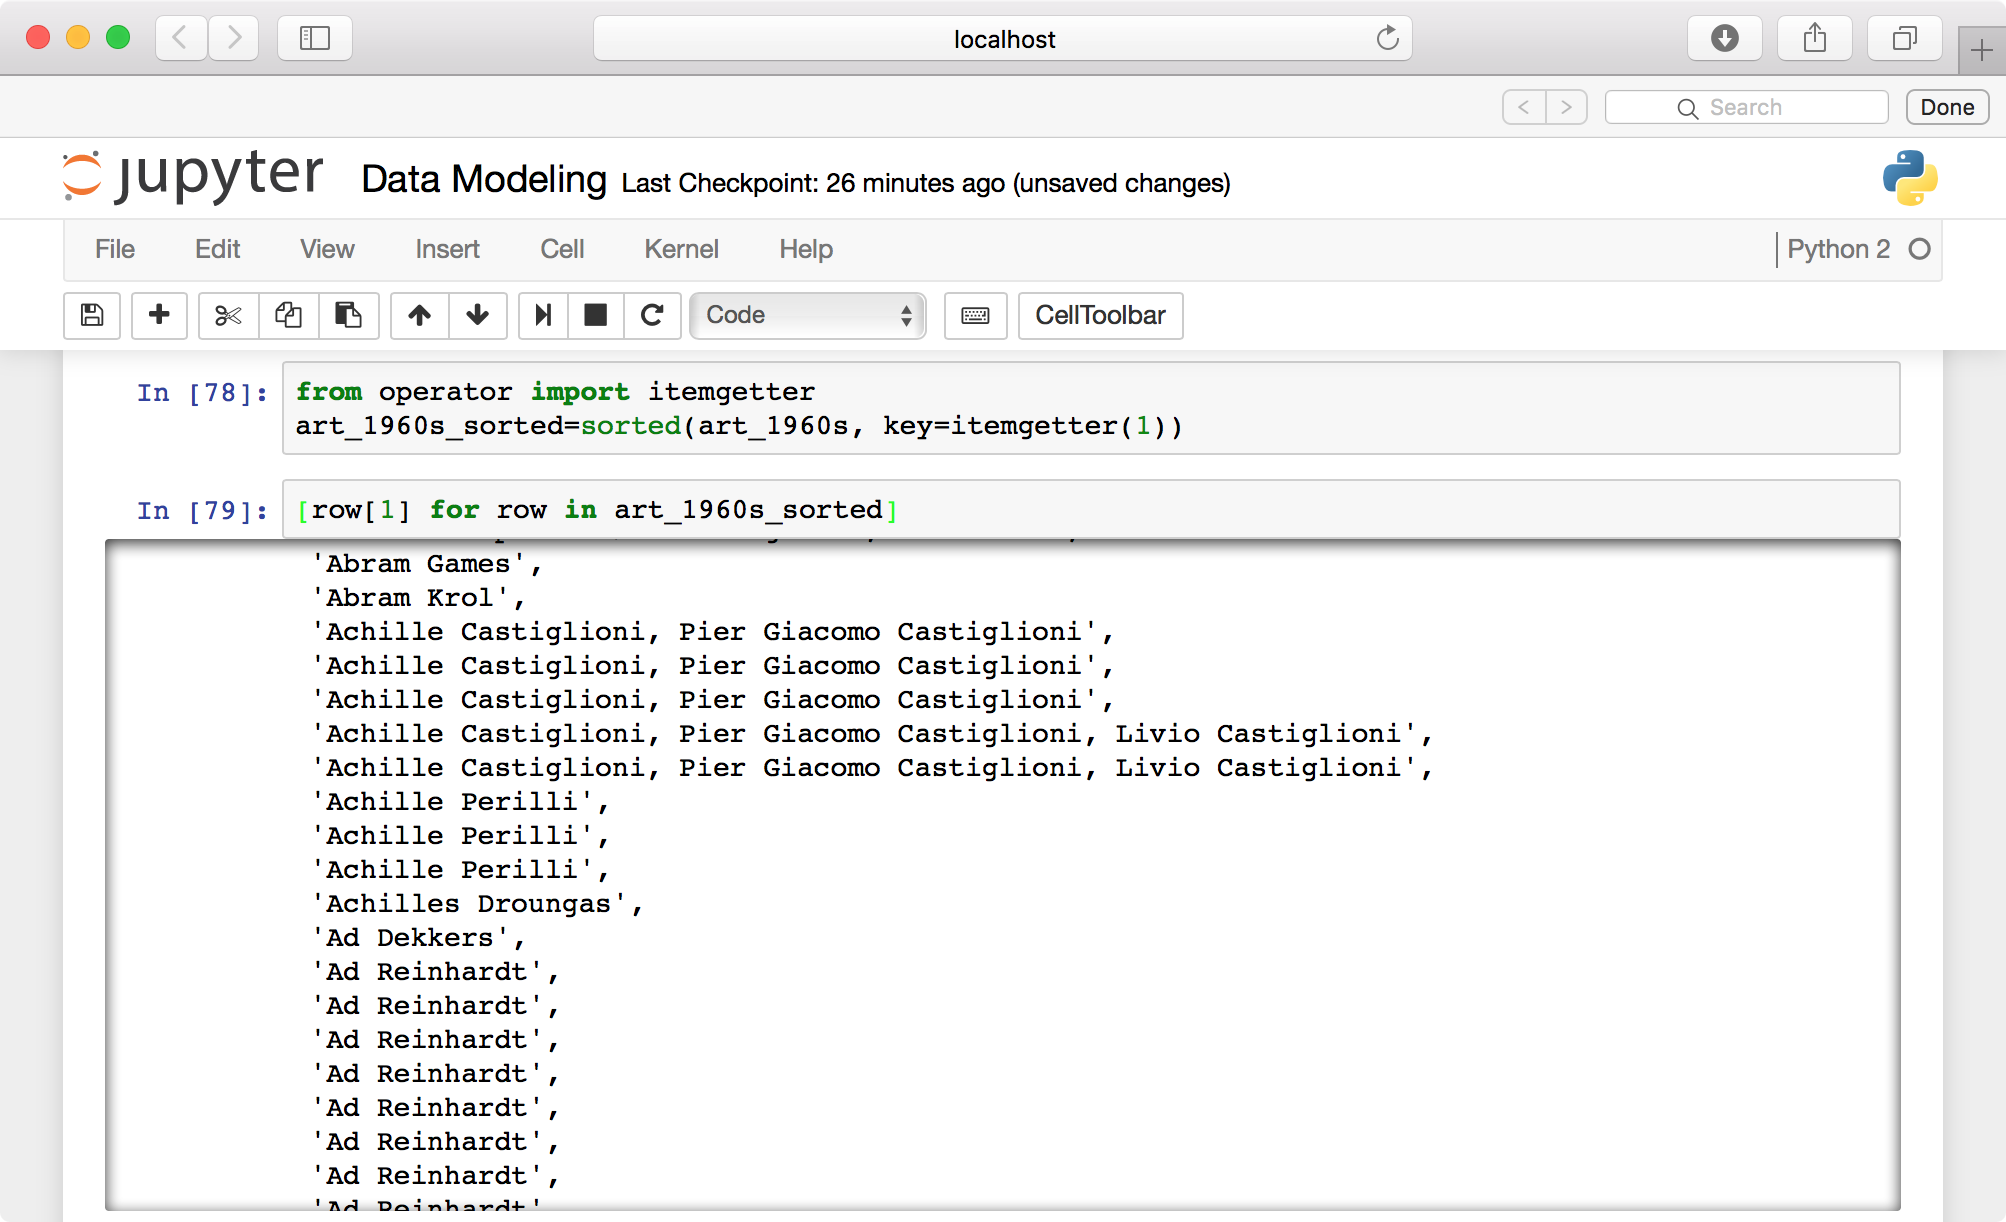 localhost
Search
Done
jupyter Data Modeling Last Checkpoint: 26 minutes ago (unsaved changes)
File Edit View Insert Cell Kernel Help Python 2
Code CellToolbar
In [78]: from operator import itemgetter
art_1960s_sorted=sorted(art_1960s, key=itemgetter(1))
In [79]: [row[1] for row in art_1960s_sorted]
'Abram Games',
'Abram Krol',
'Achille Castiglioni, Pier Giacomo Castiglioni',
'Achille Castiglioni, Pier Giacomo Castiglioni',
'Achille Castiglioni, Pier Giacomo Castiglioni',
'Achille Castiglioni, Pier Giacomo Castiglioni, Livio Castiglioni',
'Achille Castiglioni, Pier Giacomo Castiglioni, Livio Castiglioni',
'Achille Perilli',
'Achille Perilli',
'Achille Perilli',
'Achilles Droungas',
'Ad Dekkers',
'Ad Reinhardt',
'Ad Reinhardt',
'Ad Reinhardt',
'Ad Reinhardt',
'Ad Reinhardt',
'Ad Reinhardt',
'Ad Reinhardt',
'Ad Reinhardt'